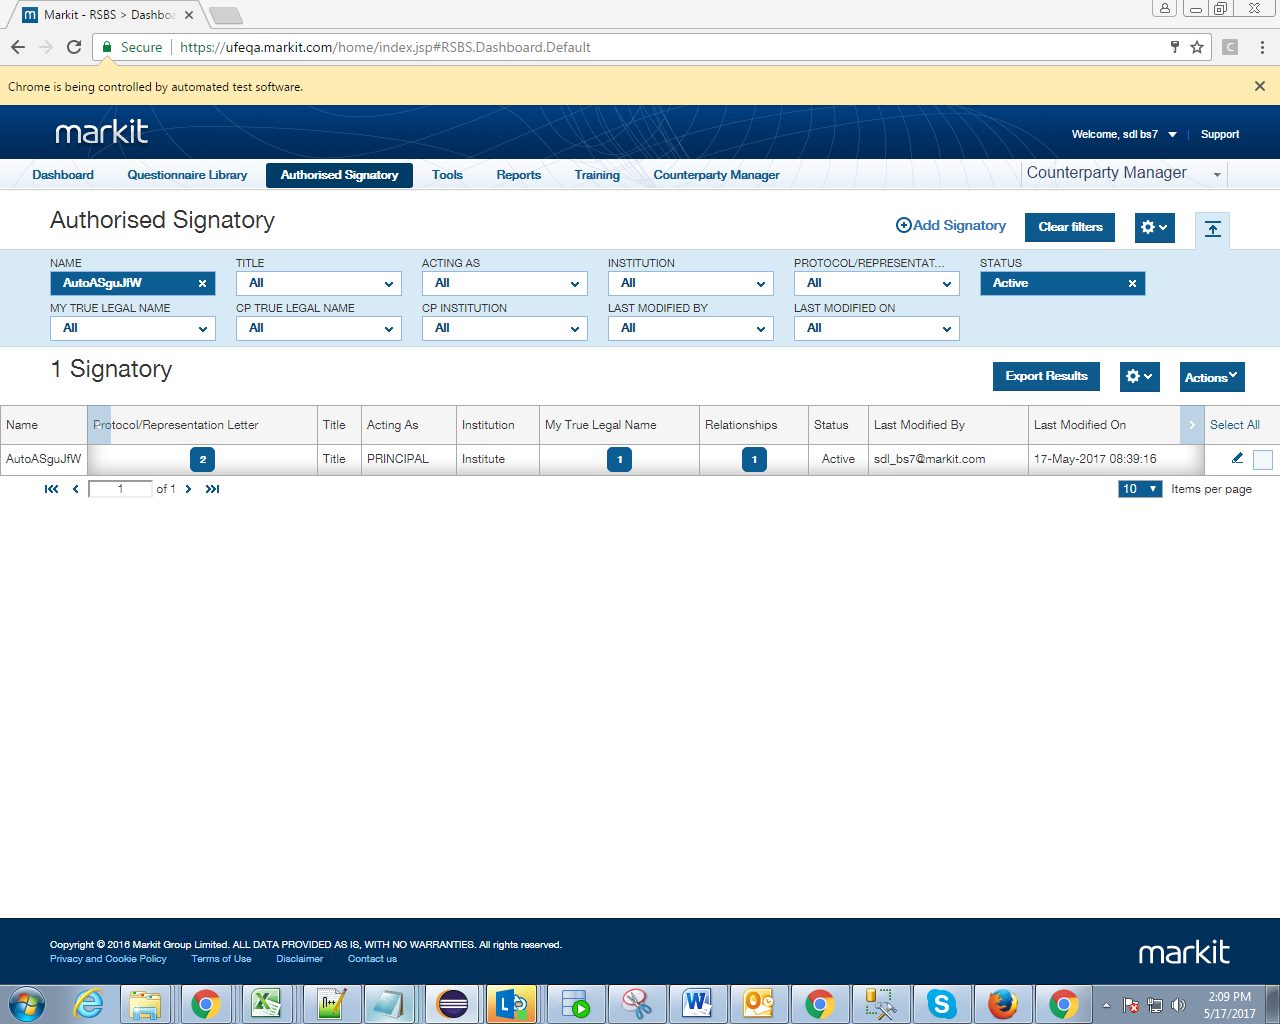 Markit - RSBS > Dashbo
Secure https://ufeqa.markit.com/home/index.jsp#RSBS.Dashboard.Default
Chrome is being controlled by automated test software.
markit
Welcome, sdl bs7 Support
Dashboard Questionnaire Library Authorised Signatory Tools Reports Training Counterparty Manager Counterparty Manager
Authorised Signatory
Add Signatory Clear filters
NAME TITLE ACTING AS INSTITUTION PROTOCOL/REPRESENTAT... STATUS
AutoASguJfW All All All All Active
MY TRUE LEGAL NAME CP TRUE LEGAL NAME CP INSTITUTION LAST MODIFIED BY LAST MODIFIED ON
All All All All All
1 Signatory
Export Results Actions
Name Protocol/Representation Letter Title Acting As Institution My True Legal Name Relationships Status Last Modified By Last Modified On Select All
AutoASguJfW 2 Title PRINCIPAL Institute 1 1 Active sdl_bs7@markit.com 17-May-2017 08:39:16
1 of 1 10 Items per page
Copyright © 2016 Markit Group Limited. ALL DATA PROVIDED AS IS, WITH NO WARRANTIES. All rights reserved.
Privacy and Cookie Policy Terms of Use Disclaimer Contact us
markit
2:09 PM
5/17/2017